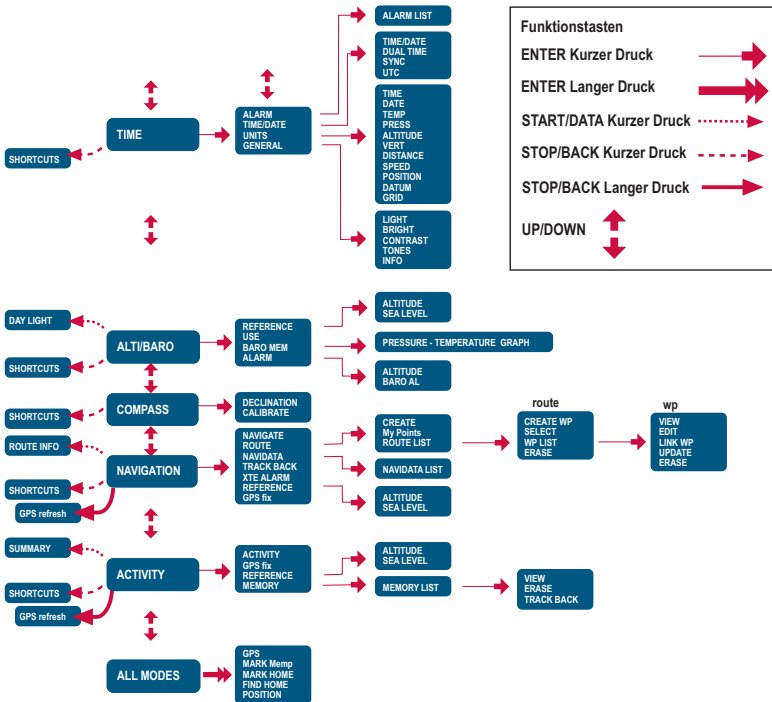 ALARM LIST
TIME/DATE
DUAL TIME
SYNC
UTC
TIME
DATE
TEMP
PRESS
ALTITUDE
VERT
DISTANCE
SPEED
POSITION
DATUM
GRID
LIGHT
BRIGHT
CONTRAST
TONES
INFO
ALARM
TIME/DATE
UNITS
GENERAL
TIME
SHORTCUTS
Funktionstasten
ENTER Kurzer Druck
ENTER Langer Druck
START/DATA Kurzer Druck
STOP/BACK Kurzer Druck
STOP/BACK Langer Druck
UP/DOWN
DAY LIGHT
SHORTCUTS
ALTI/BARO
REFERENCE
USE
BARO MEM
ALARM
ALTITUDE
SEA LEVEL
PRESSURE - TEMPERATURE GRAPH
ALTITUDE
BARO AL
SHORTCUTS
COMPASS
DECLINATION
CALIBRATE
ROUTE INFO
SHORTCUTS
GPS refresh
NAVIGATION
NAVIGATE
ROUTE
NAVIDATA
TRACK BACK
XTE ALARM
REFERENCE
GPS fix
CREATE
My Points
ROUTE LIST
NAVIDATA LIST
ALTITUDE
SEA LEVEL
route
CREATE WP
SELECT
WP LIST
ERASE
wp
VIEW
EDIT
LINK WP
UPDATE
ERASE
SUMMARY
SHORTCUTS
GPS refresh
ACTIVITY
ACTIVITY
GPS fix
REFERENCE
MEMORY
ALTITUDE
SEA LEVEL
MEMORY LIST
VIEW
ERASE
TRACK BACK
ALL MODES
GPS
MARK Memp
MARK HOME
FIND HOME
POSITION